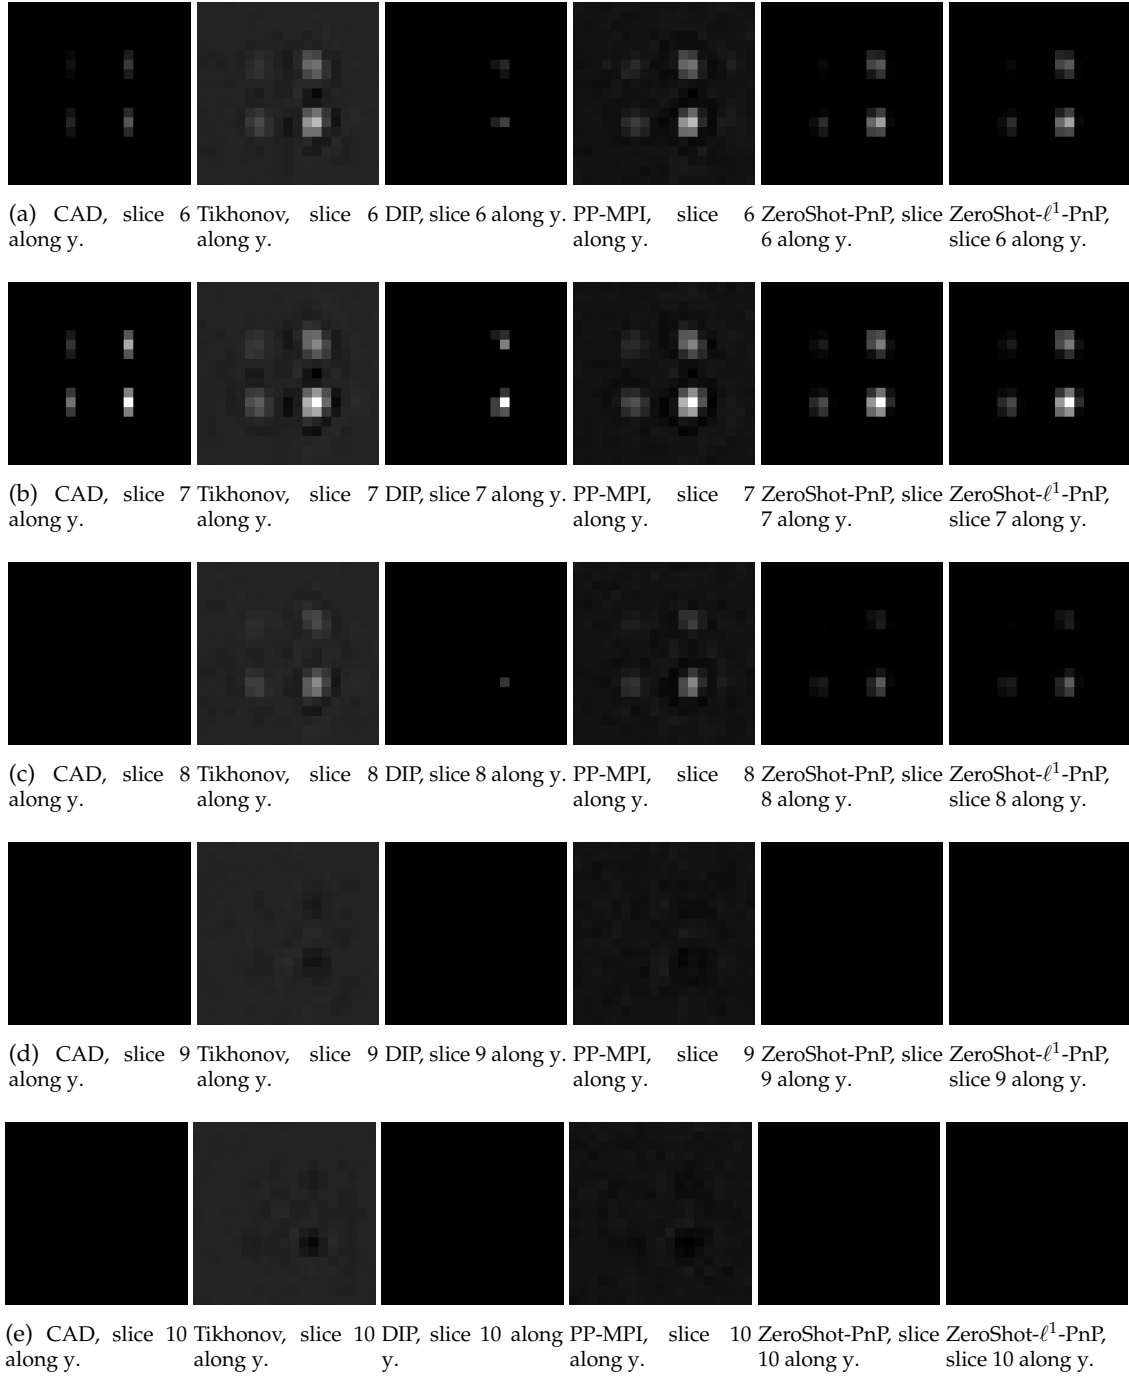 (a) CAD, slice 6 along y.
Tikhonov, slice 6 along y.
DIP, slice 6 along y.
PP-MPI, slice 6 along y.
ZeroShot-PnP, slice 6 along y.
ZeroShot-ℓ¹-PnP, slice 6 along y.
(b) CAD, slice 7 along y.
Tikhonov, slice 7 along y.
DIP, slice 7 along y.
PP-MPI, slice 7 along y.
ZeroShot-PnP, slice 7 along y.
ZeroShot-ℓ¹-PnP, slice 7 along y.
(c) CAD, slice 8 along y.
Tikhonov, slice 8 along y.
DIP, slice 8 along y.
PP-MPI, slice 8 along y.
ZeroShot-PnP, slice 8 along y.
ZeroShot-ℓ¹-PnP, slice 8 along y.
(d) CAD, slice 9 along y.
Tikhonov, slice 9 along y.
DIP, slice 9 along y.
PP-MPI, slice 9 along y.
ZeroShot-PnP, slice 9 along y.
ZeroShot-ℓ¹-PnP, slice 9 along y.
(e) CAD, slice 10 along y.
Tikhonov, slice 10 along y.
DIP, slice 10 along y.
PP-MPI, slice 10 along y.
ZeroShot-PnP, slice 10 along y.
ZeroShot-ℓ¹-PnP, slice 10 along y.